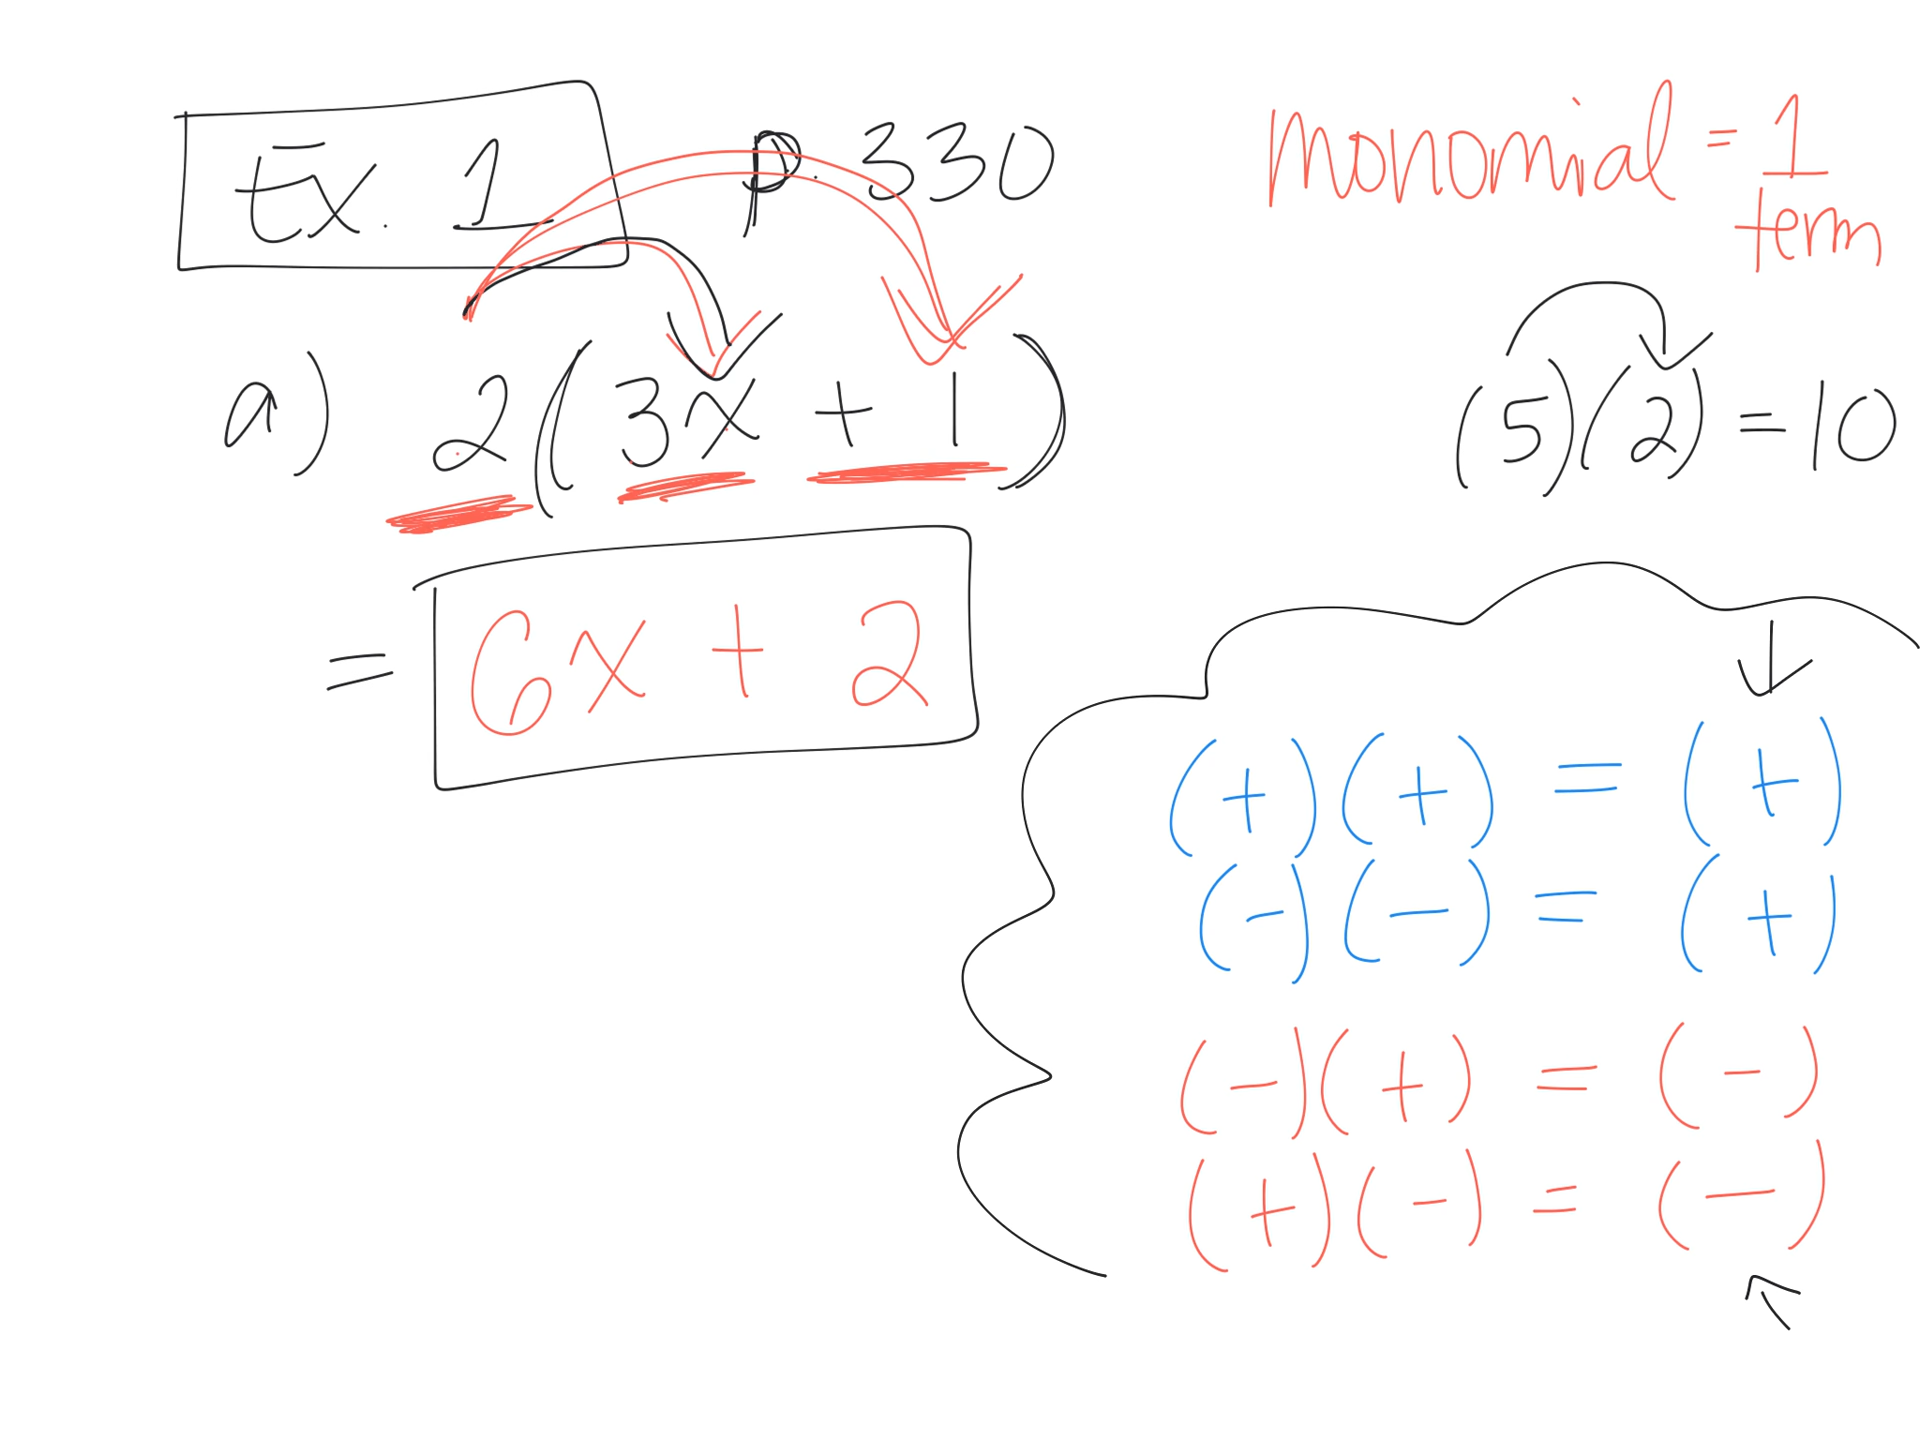 Ex. 1 p. 330
monomial = 1 term
a) 2(3x + 1)
= 6x + 2
(5)(2) = 10
(+)(+) = (+)
(-)(-) = (+)
(-)(+) = (-)
(+)(-) = (-)